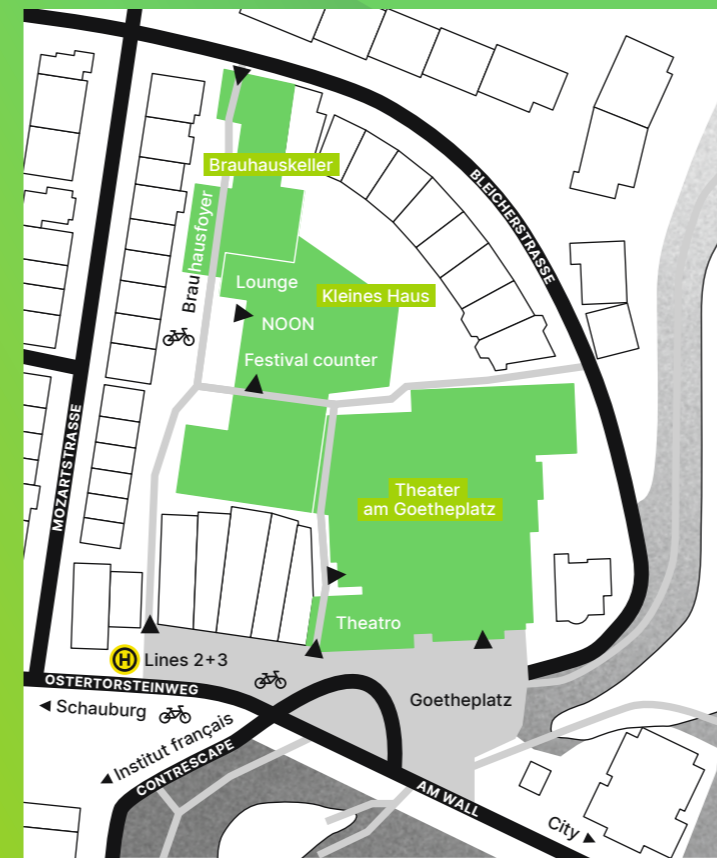 BLEICHERSTRASSE
Brauhauskeller
Brauhausfoyer
Lounge
Kleines Haus
NOON
Festival counter
MOZARTSTRASSE
Theater
am Goetheplatz
Theatro
H Lines 2+3
OSTERTORSTEINWEG
Goetheplatz
Schauburg
Institut français
CONTRESCAPE
AM WALL
City